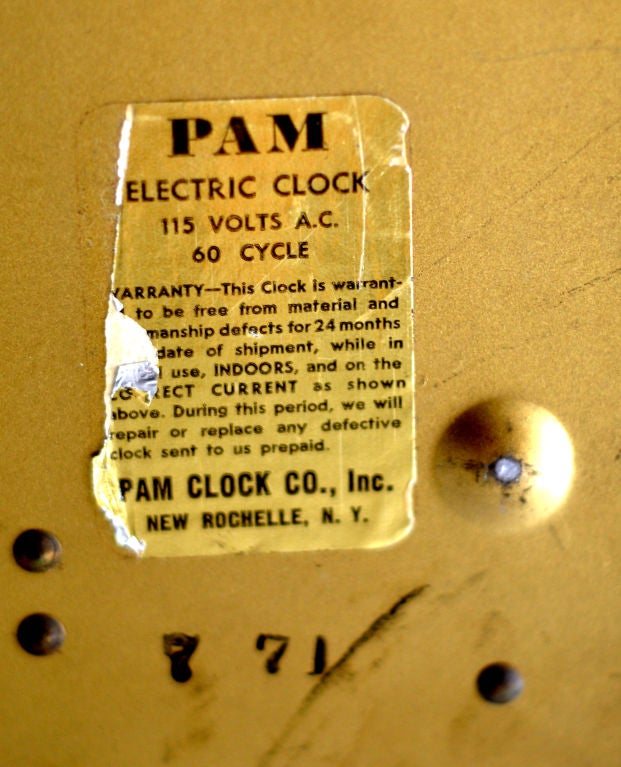 PAM
ELECTRIC CLOCK
115 VOLTS A.C.
60 CYCLE
WARRANTY—This Clock is warrant-
to be free from material and
manship defects for 24 months
date of shipment, while in
use, INDOORS, and on the
RECT CURRENT as shown
above. During this period, we will
repair or replace any defective
clock sent to us prepaid.
PAM CLOCK CO., Inc.
NEW ROCHELLE, N. Y.
7 71